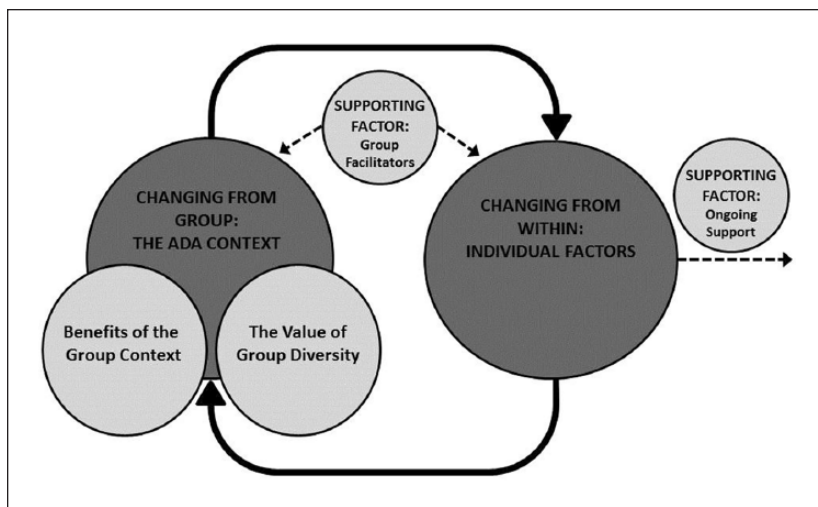 SUPPORTING
FACTOR:
Group
Facilitators
CHANGING FROM
GROUP:
THE ADA CONTEXT
CHANGING FROM
WITHIN:
INDIVIDUAL FACTORS
SUPPORTING
FACTOR:
Ongoing
Support
Benefits of the
Group Context
The Value of
Group Diversity